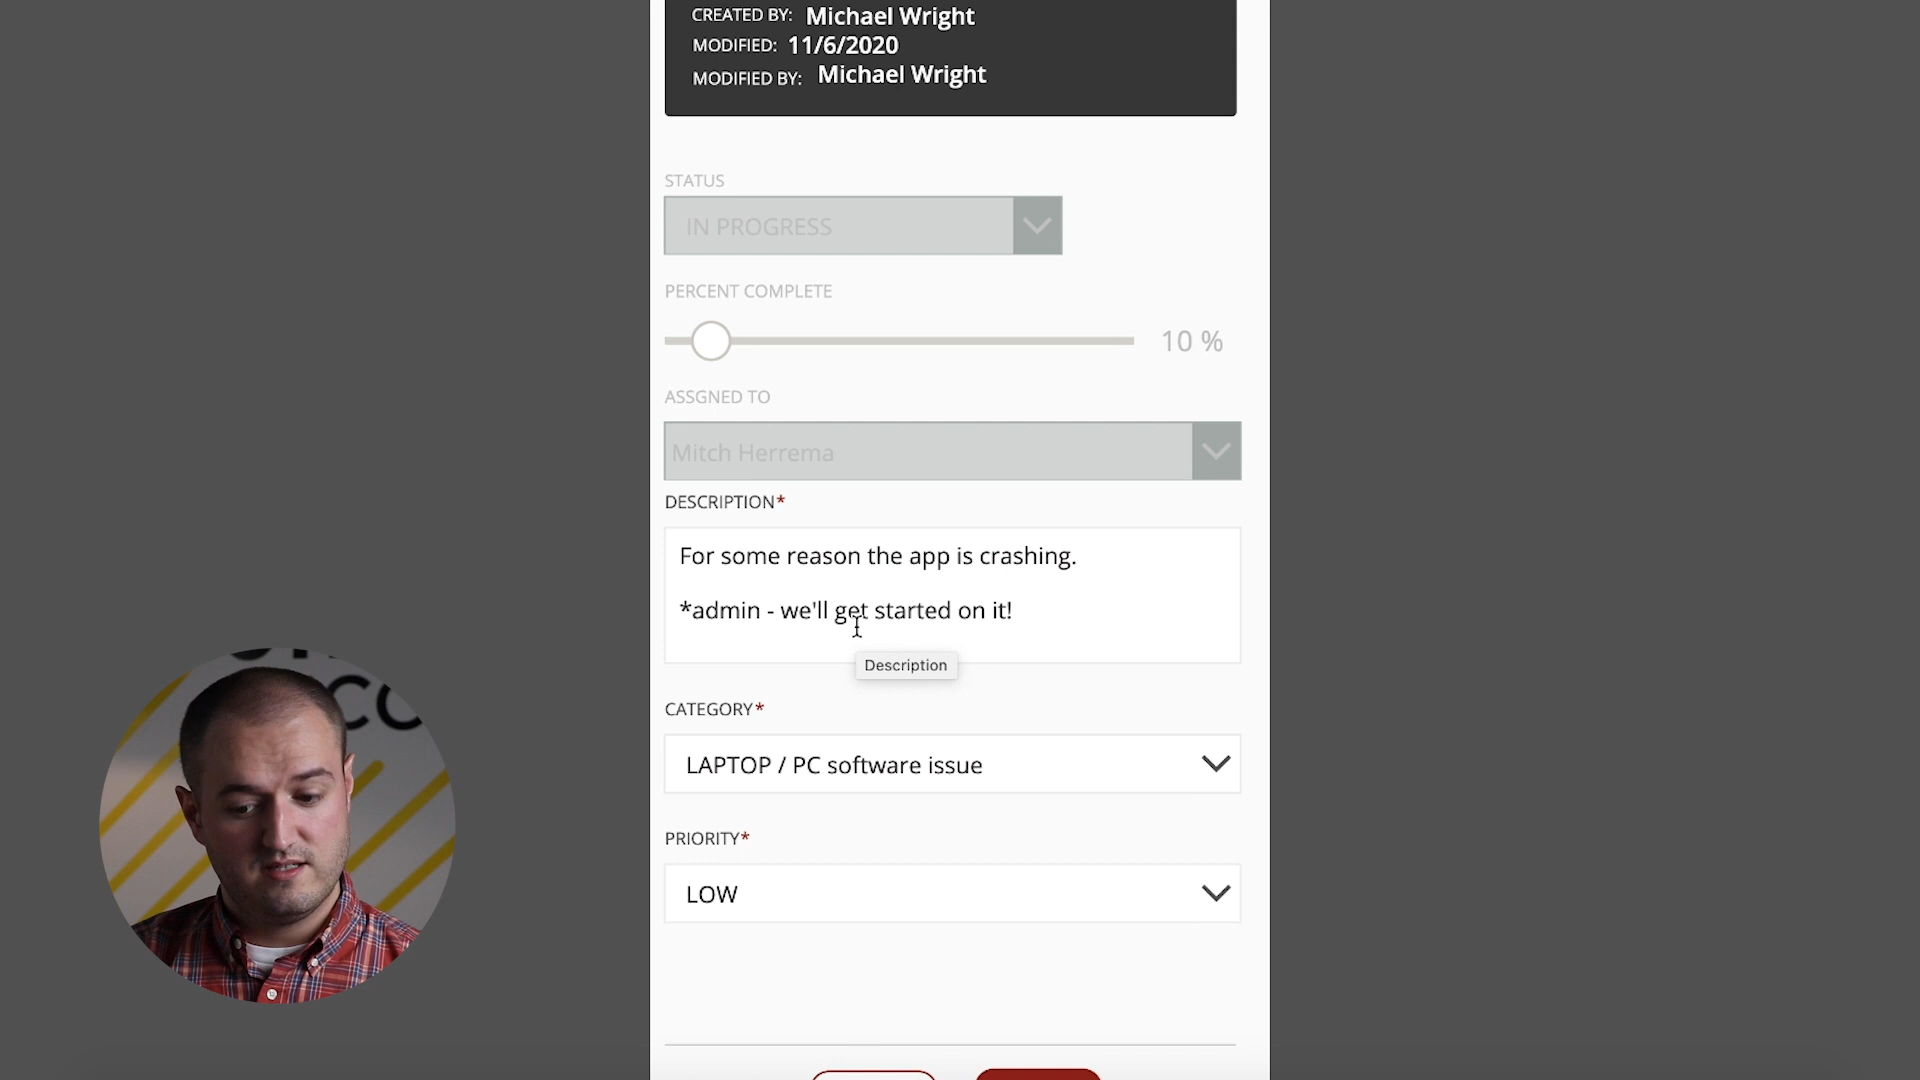 CREATED BY: Michael Wright
MODIFIED: 11/6/2020
MODIFIED BY: Michael Wright
STATUS
IN PROGRESS
PERCENT COMPLETE
10 %
ASSGNED TO
Mitch Herrema
DESCRIPTION*
For some reason the app is crashing.
*admin - we'll get started on it!
Description
CATEGORY*
LAPTOP / PC software issue
PRIORITY*
LOW